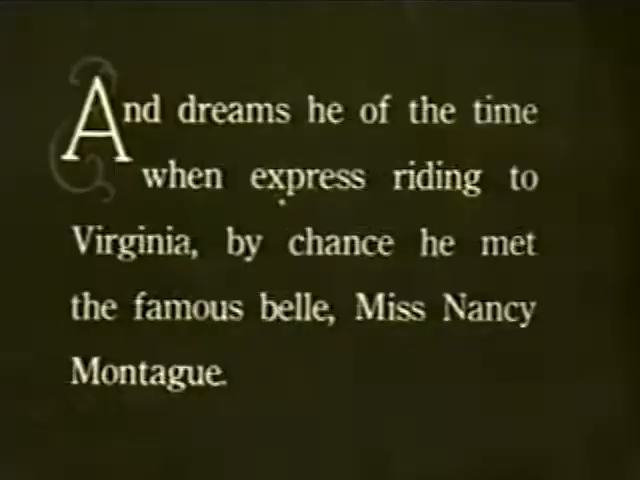 And dreams he of the time
when express riding to
Virginia, by chance he met
the famous belle, Miss Nancy
Montague.